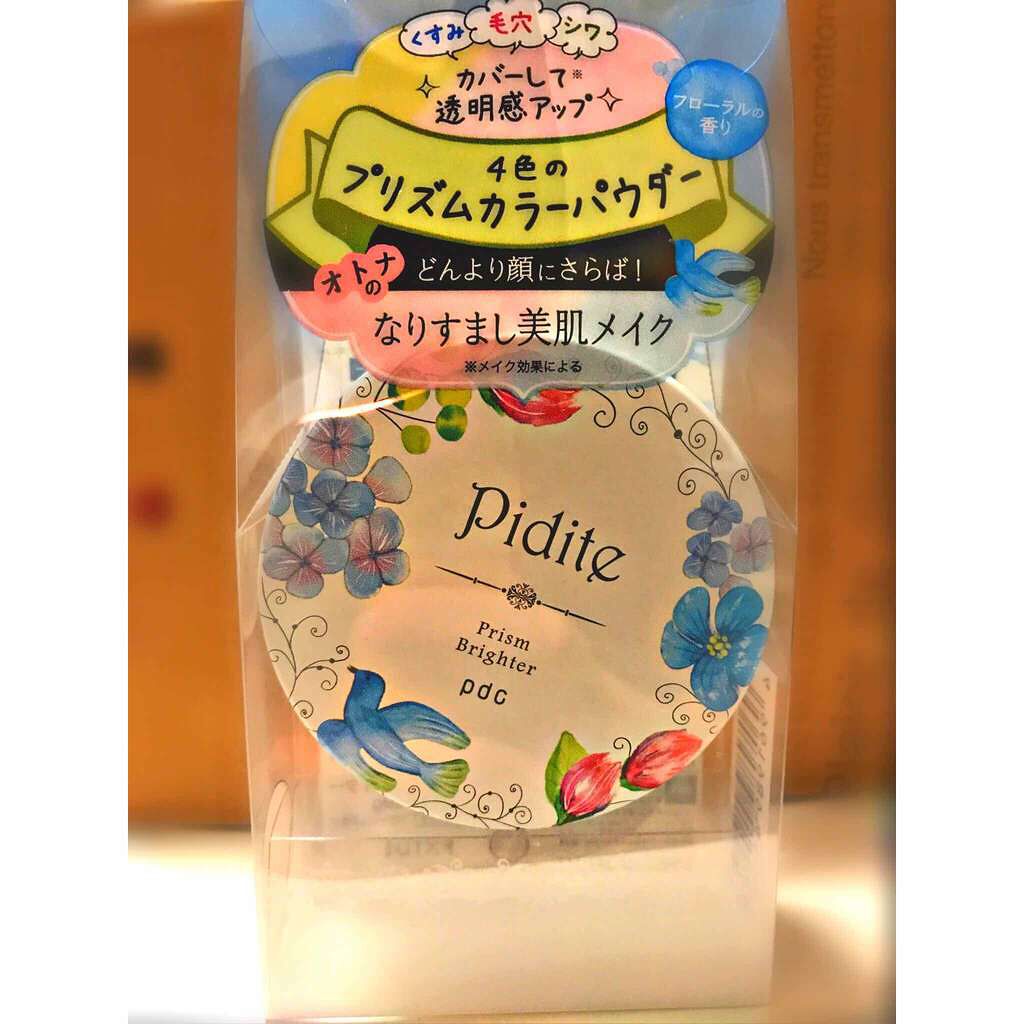 くすみ 毛穴 シワ
カバーして※
透明感アップ
フローラルの
香り
4色の
プリズムカラーパウダー
オトナの
どんより顔にさらば!
なりすまし美肌メイク
※メイク効果による
Pidite
Prism
Brighter
pdc
Nous transmetton